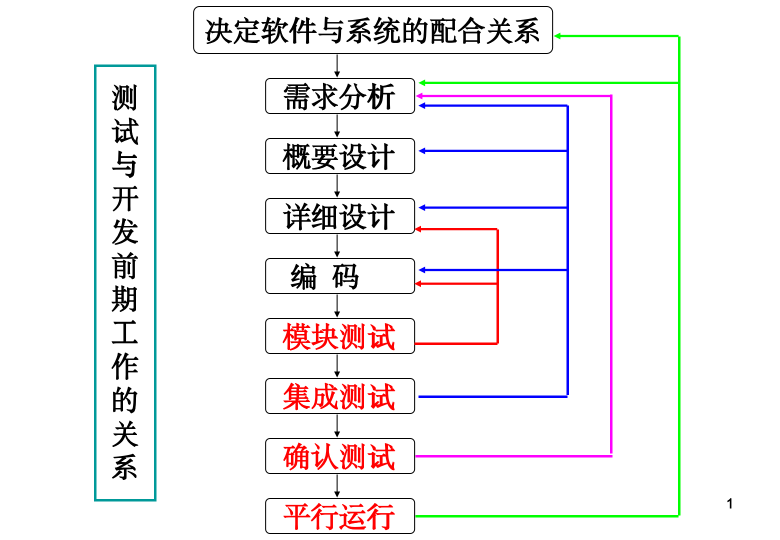 决定软件与系统的配合关系
测试与开发前期工作的关系
需求分析
概要设计
详细设计
编 码
模块测试
集成测试
确认测试
平行运行
1